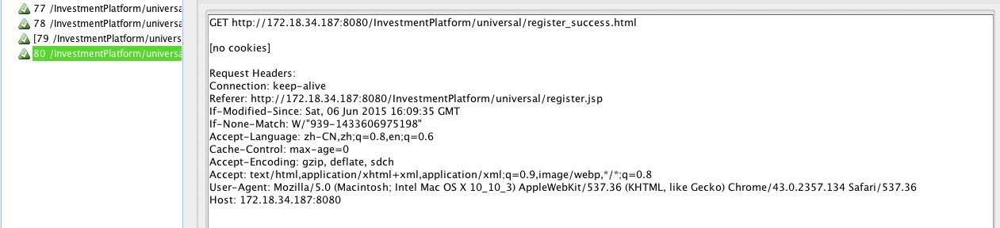 77 /InvestmentPlatform/universa
78 /InvestmentPlatform/universa
[79 /InvestmentPlatform/univers
80 /InvestmentPlatform/universa
GET http://172.18.34.187:8080/InvestmentPlatform/universal/register_success.html
[no cookies]
Request Headers:
Connection: keep-alive
Referer: http://172.18.34.187:8080/InvestmentPlatform/universal/register.jsp
If-Modified-Since: Sat, 06 Jun 2015 16:09:35 GMT
If-None-Match: W/"939-1433606975198"
Accept-Language: zh-CN,zh;q=0.8,en;q=0.6
Cache-Control: max-age=0
Accept-Encoding: gzip, deflate, sdch
Accept: text/html,application/xhtml+xml,application/xml;q=0.9,image/webp,*/*;q=0.8
User-Agent: Mozilla/5.0 (Macintosh; Intel Mac OS X 10_10_3) AppleWebKit/537.36 (KHTML, like Gecko) Chrome/43.0.2357.134 Safari/537.36
Host: 172.18.34.187:8080